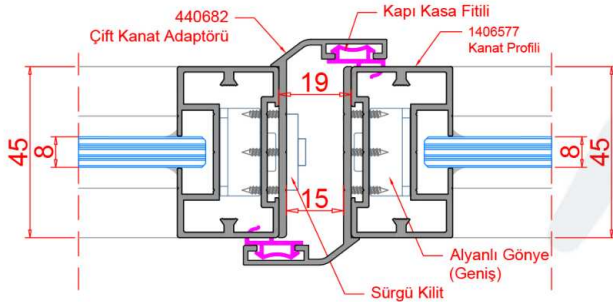 440682
Çift Kanat Adaptörü
Kapı Kasa Fitili
1406577
Kanat Profili
19
45
8
8
45
15
Alyanlı Gönye
(Geniş)
Sürgü Kilit